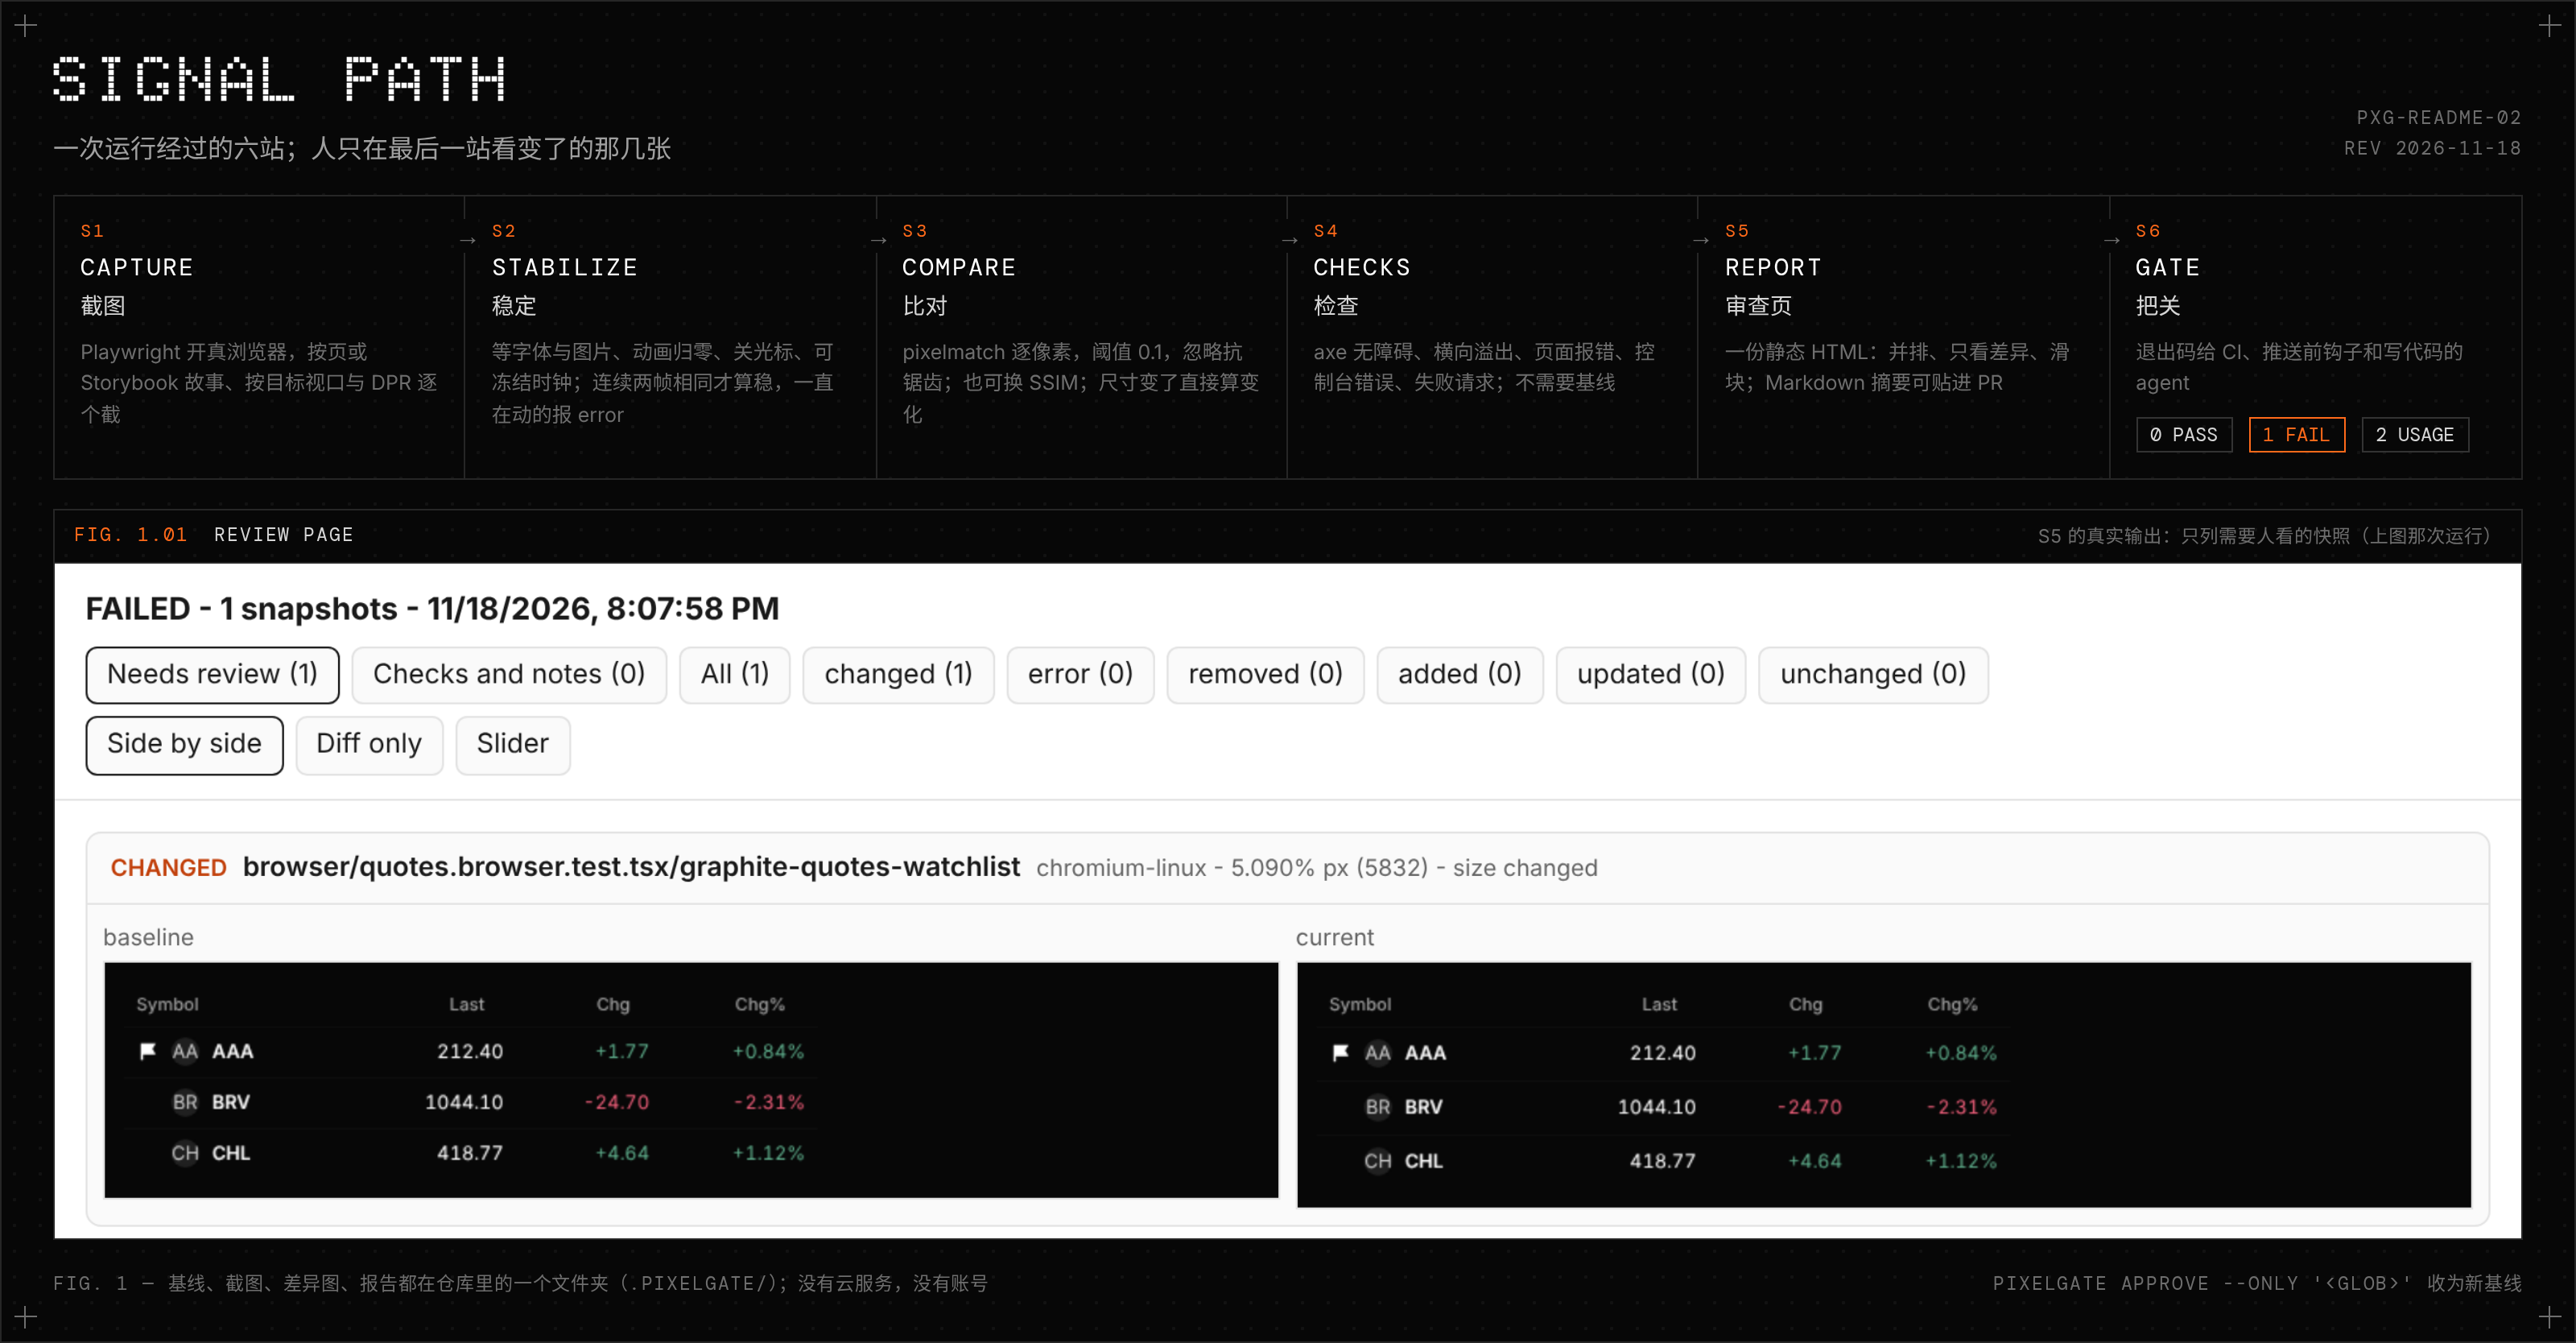 SIGNAL PATH
一次运行经过的六站；人只在最后一站看变了的那几张
PXG-README-02
REV 2026-11-18
S1
CAPTURE
截图
Playwright 开真浏览器，按页或
Storybook 故事、按目标视口与 DPR 逐
个截
→
S2
STABILIZE
稳定
等字体与图片、动画归零、关光标、可
冻结时钟；连续两帧相同才算稳，一直
在动的报 error
→
S3
COMPARE
比对
pixelmatch 逐像素，阈值 0.1，忽略抗
锯齿；也可换 SSIM；尺寸变了直接算变
化
→
S4
CHECKS
检查
axe 无障碍、横向溢出、页面报错、控
制台错误、失败请求；不需要基线
→
S5
REPORT
审查页
一份静态 HTML：并排、只看差异、滑
块；Markdown 摘要可贴进 PR
→
S6
GATE
把关
退出码给 CI、推送前钩子和写代码的
agent
0 PASS 1 FAIL 2 USAGE
FIG. 1.01 REVIEW PAGE
S5 的真实输出：只列需要人看的快照（上图那次运行）
FAILED - 1 snapshots - 11/18/2026, 8:07:58 PM
Needs review (1) Checks and notes (0) All (1) changed (1) error (0) removed (0) added (0) updated (0) unchanged (0)
Side by side Diff only Slider
CHANGED browser/quotes.browser.test.tsx/graphite-quotes-watchlist chromium-linux - 5.090% px (5832) - size changed
baseline
Symbol Last Chg Chg%
AA AAA 212.40 +1.77 +0.84%
BR BRV 1044.10 -24.70 -2.31%
CH CHL 418.77 +4.64 +1.12%
current
Symbol Last Chg Chg%
AA AAA 212.40 +1.77 +0.84%
BR BRV 1044.10 -24.70 -2.31%
CH CHL 418.77 +4.64 +1.12%
FIG. 1 — 基线、截图、差异图、报告都在仓库里的一个文件夹（.PIXELGATE/）；没有云服务，没有账号
PIXELGATE APPROVE --ONLY '<GLOB>' 收为新基线